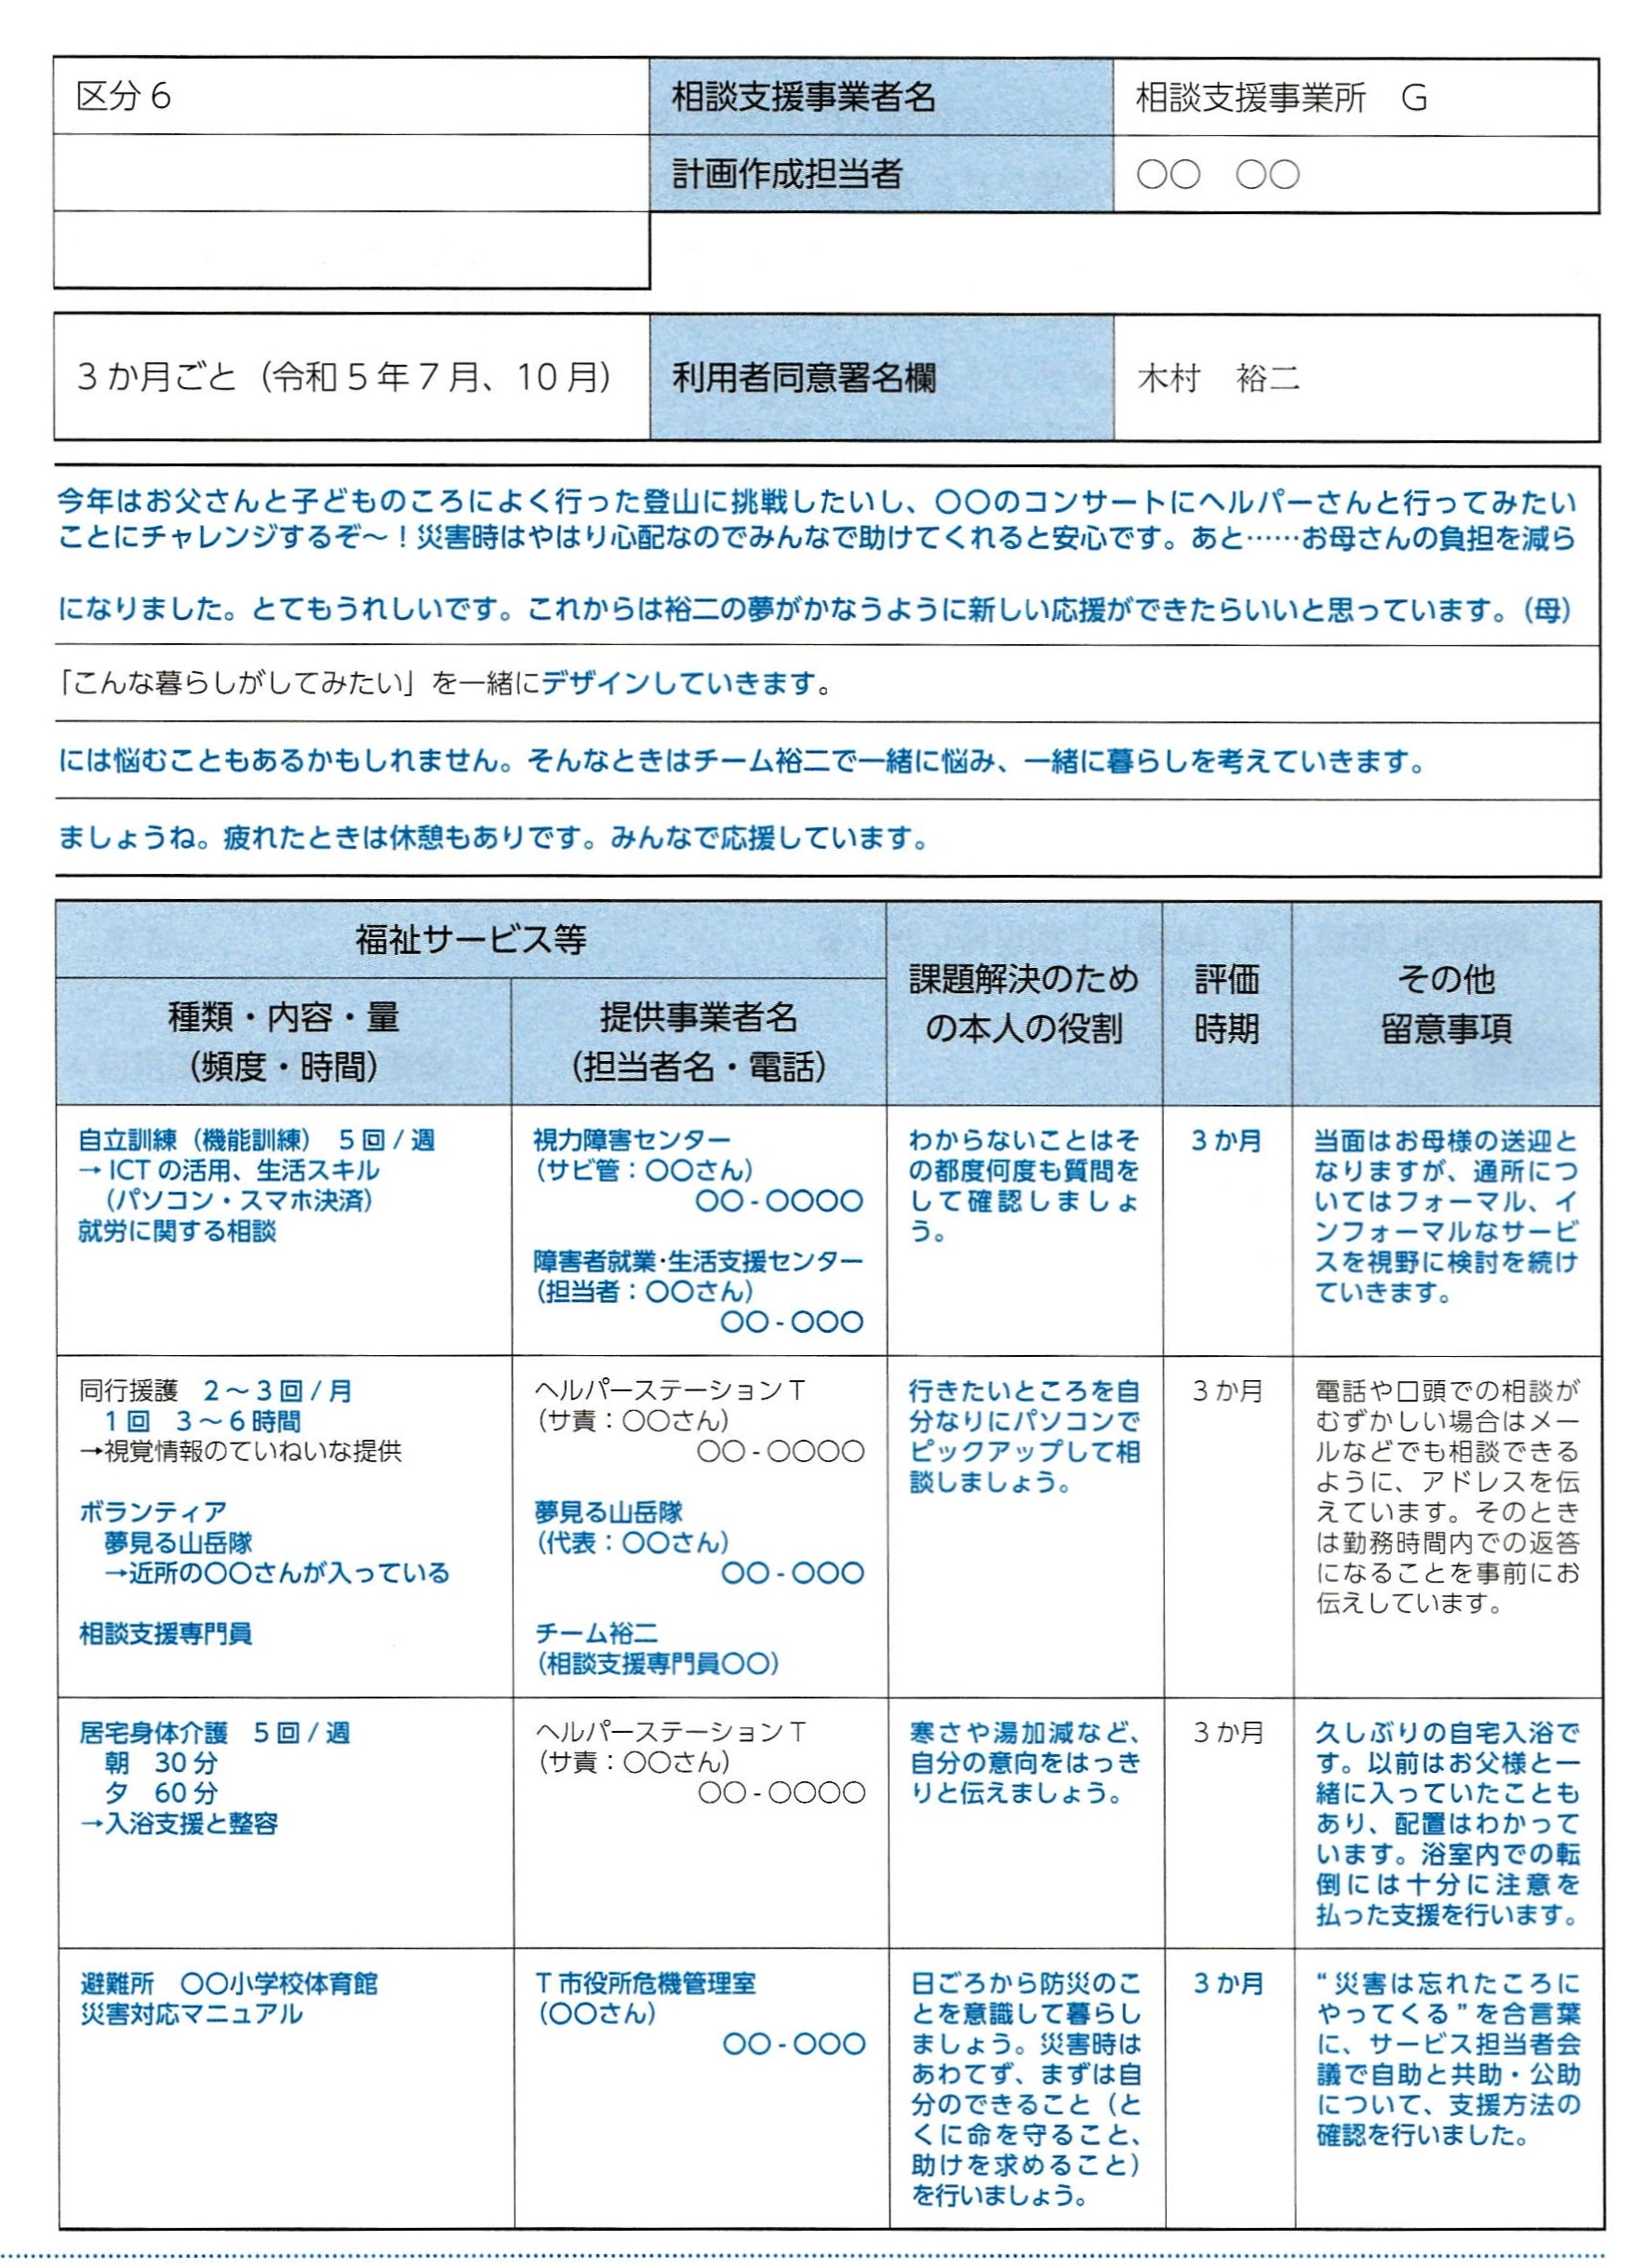 区分6
相談支援事業者名
相談支援事業所　G
計画作成担当者
○○　○○
3か月ごと（令和5年7月、10月）
利用者同意署名欄
木村　裕二
今年はお父さんと子どものころによく行った登山に挑戦したいし、○○のコンサートにヘルパーさんと行ってみたい
ことにチャレンジするぞ～！災害時はやはり心配なのでみんなで助けてくれると安心です。あと……お母さんの負担を減ら
になりました。とてもうれしいです。これからは裕二の夢がかなうように新しい応援ができたらいいと思っています。（母）
「こんな暮らしがしてみたい」を一緒にデザインしていきます。
には悩むこともあるかもしれません。そんなときはチーム裕二で一緒に悩み、一緒に暮らしを考えていきます。
ましょうね。疲れたときは休憩もありです。みんなで応援しています。
福祉サービス等
種類・内容・量
（頻度・時間）
提供事業者名
（担当者名・電話）
課題解決のため
の本人の役割
評価
時期
その他
留意事項
自立訓練（機能訓練）　5回/週
→ICTの活用、生活スキル
（パソコン・スマホ決済）
就労に関する相談
視力障害センター
（サビ管：○○さん）
○○-○○○○
障害者就業･生活支援センター
（担当者：○○さん）
○○-○○○
わからないことはそ
の都度何度も質問を
して確認しましょ
う。
3か月
当面はお母様の送迎と
なりますが、通所につ
いてはフォーマル、イ
ンフォーマルなサービ
スを視野に検討を続け
ていきます。
同行援護　2～3回/月
1回　3～6時間
→視覚情報のていねいな提供
ボランティア
夢見る山岳隊
→近所の○○さんが入っている
相談支援専門員
ヘルパーステーションT
（サ責：○○さん）
○○-○○○○
夢見る山岳隊
（代表：○○さん）
○○-○○○
チーム裕二
（相談支援専門員○○）
行きたいところを自
分なりにパソコンで
ピックアップして相
談しましょう。
3か月
電話や口頭での相談が
むずかしい場合はメー
ルなどでも相談できる
ように、アドレスを伝
えています。そのとき
は勤務時間内での返答
になることを事前にお
伝えしています。
居宅身体介護　5回/週
朝　30分
夕　60分
→入浴支援と整容
ヘルパーステーションT
（サ責：○○さん）
○○-○○○○
寒さや湯加減など、
自分の意向をはっき
りと伝えましょう。
3か月
久しぶりの自宅入浴で
す。以前はお父様と一
緒に入っていたことも
あり、配置はわかって
います。浴室内での転
倒には十分に注意を
払った支援を行います。
避難所　○○小学校体育館
災害対応マニュアル
T市役所危機管理室
（○○さん）
○○-○○○
日ごろから防災のこ
とを意識して暮らし
ましょう。災害時は
あわてず、まずは自
分のできること（と
くに命を守ること、
助けを求めること）
を行いましょう。
3か月
“災害は忘れたころに
やってくる”を合言葉
に、サービス担当者会
議で自助と共助・公助
について、支援方法の
確認を行いました。